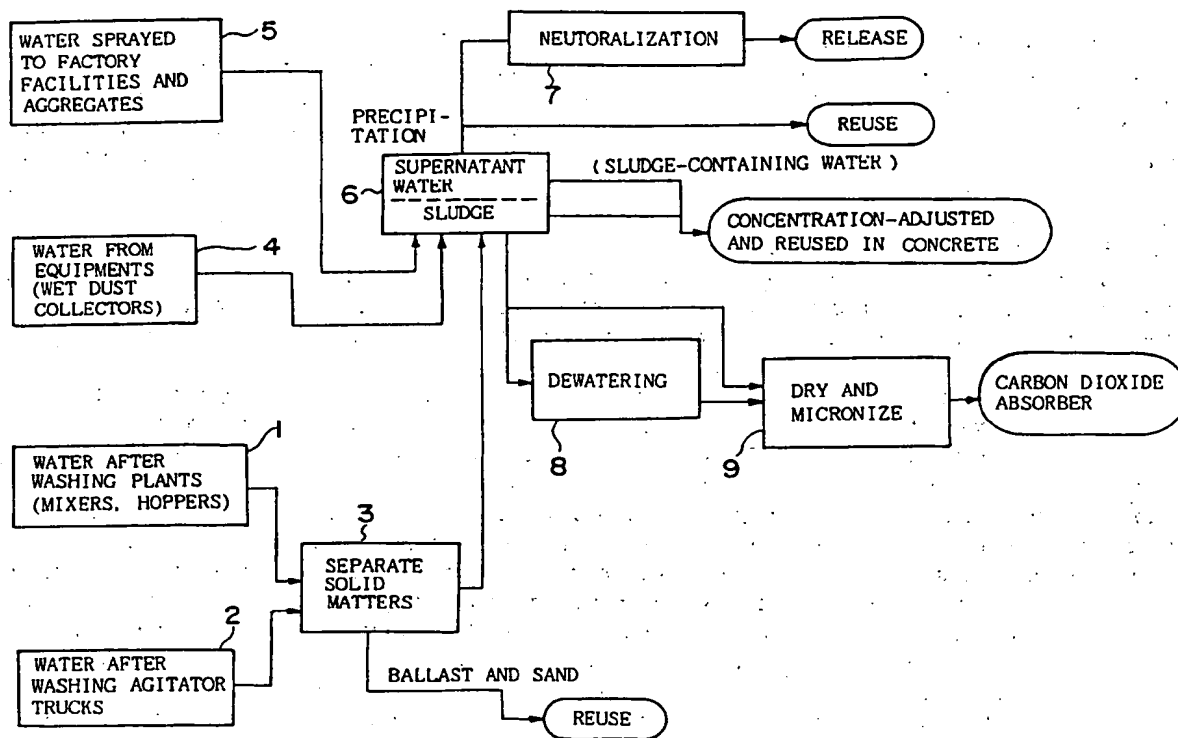 5
WATER SPRAYED
TO FACTORY
FACILITIES AND
AGGREGATES
NEUTORALIZATION
7
RELEASE
PRECIPI-
TATION
REUSE
6
SUPERNATANT
WATER
SLUDGE
(SLUDGE-CONTAINING WATER)
CONCENTRATION-ADJUSTED
AND REUSED IN CONCRETE
4
WATER FROM
EQUIPMENTS
(WET DUST
COLLECTORS)
DEWATERING
8
DRY AND
MICRONIZE
9
CARBON DIOXIDE
ABSORBER
1
WATER AFTER
WASHING PLANTS
(MIXERS, HOPPERS)
3
SEPARATE
SOLID
MATTERS
2
WATER AFTER
WASHING AGITATOR
TRUCKS
BALLAST AND SAND
REUSE